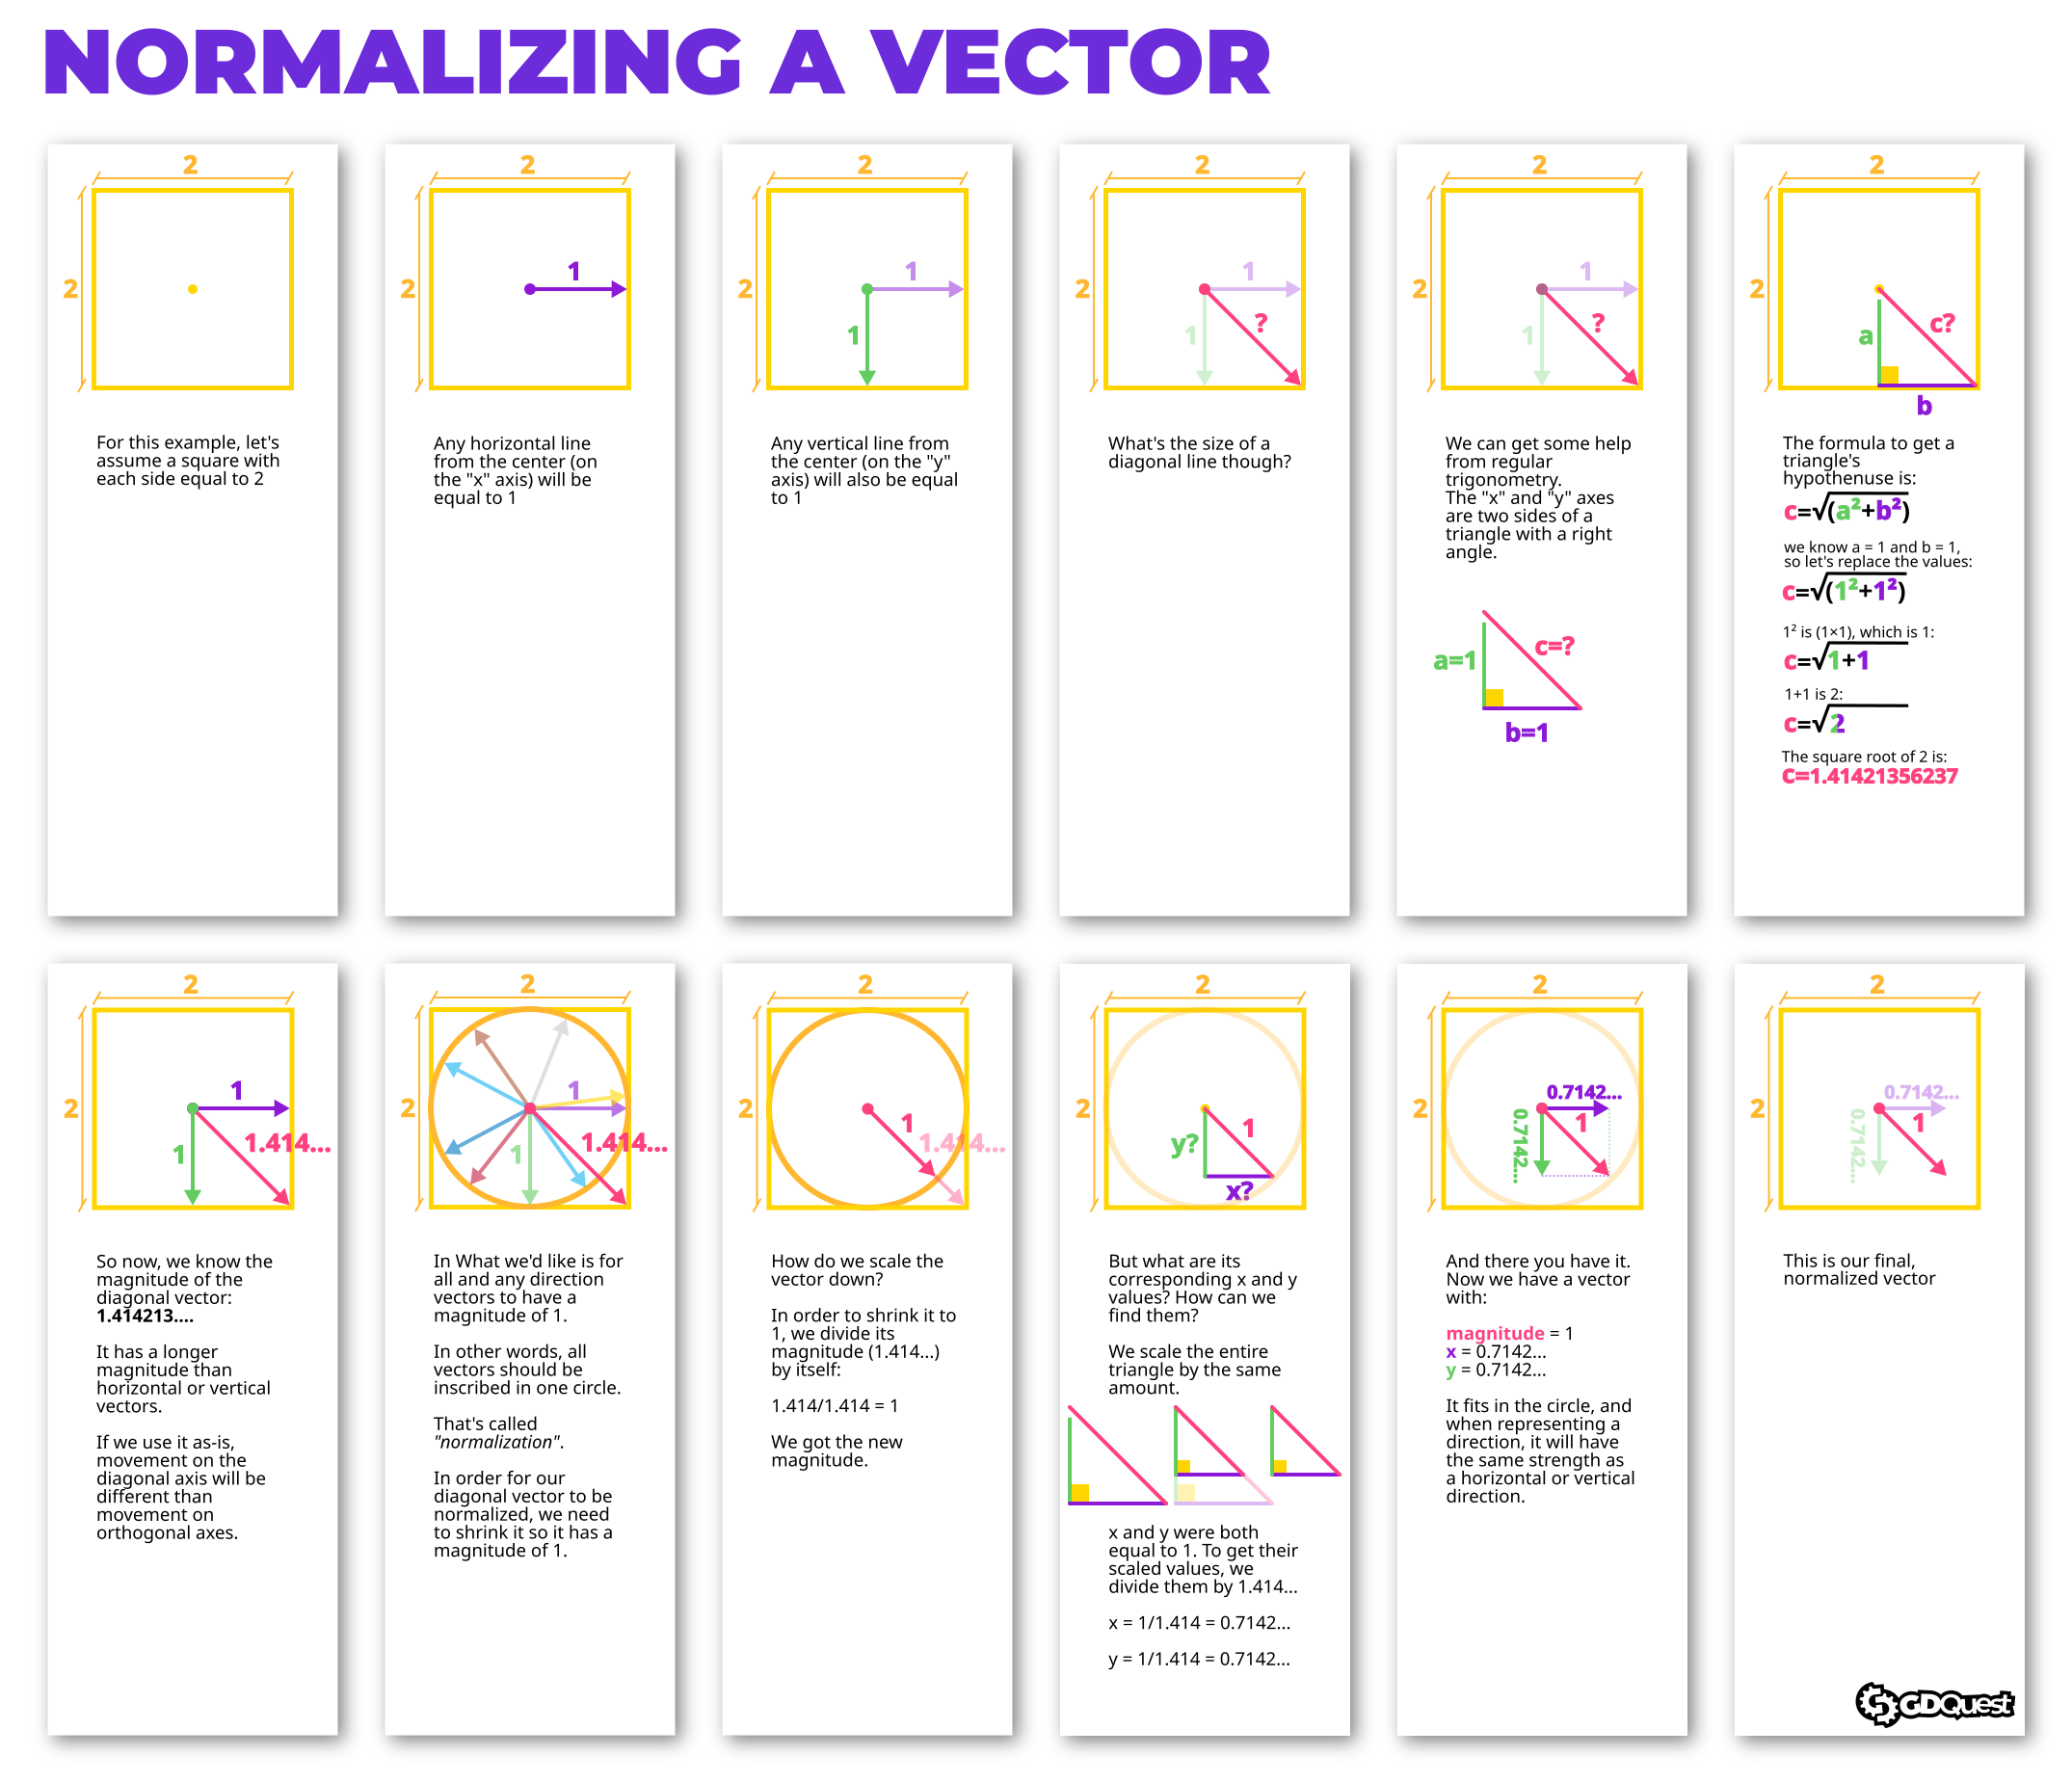 NORMALIZING A VECTOR
2
2
For this example, let's
assume a square with
each side equal to 2
2
2
1
Any horizontal line
from the center (on
the "x" axis) will be
equal to 1
2
2
1
1
Any vertical line from
the center (on the "y"
axis) will also be equal
to 1
2
2
1
1
?
What's the size of a
diagonal line though?
2
2
1
1
?
We can get some help
from regular
trigonometry.
The "x" and "y" axes
are two sides of a
triangle with a right
angle.
a=1
c=?
b=1
2
2
a
c?
b
The formula to get a
triangle's
hypothenuse is:
c=√(a²+b²)
we know a = 1 and b = 1,
so let's replace the values:
c=√(1²+1²)
1² is (1×1), which is 1:
c=√1+1
1+1 is 2:
c=√2
The square root of 2 is:
c=1.41421356237
2
2
1
1
1.414...
So now, we know the
magnitude of the
diagonal vector:
1.414213....
It has a longer
magnitude than
horizontal or vertical
vectors.
If we use it as-is,
movement on the
diagonal axis will be
different than
movement on
orthogonal axes.
2
2
1
1
1.414...
In What we'd like is for
all and any direction
vectors to have a
magnitude of 1.
In other words, all
vectors should be
inscribed in one circle.
That's called
"normalization".
In order for our
diagonal vector to be
normalized, we need
to shrink it so it has a
magnitude of 1.
2
2
1
1.414...
How do we scale the
vector down?
In order to shrink it to
1, we divide its
magnitude (1.414...)
by itself:
1.414/1.414 = 1
We got the new
magnitude.
2
2
1
y?
x?
But what are its
corresponding x and y
values? How can we
find them?
We scale the entire
triangle by the same
amount.
x and y were both
equal to 1. To get their
scaled values, we
divide them by 1.414...
x = 1/1.414 = 0.7142...
y = 1/1.414 = 0.7142...
2
2
0.7142...
0.7142...
1
And there you have it.
Now we have a vector
with:
magnitude = 1
x = 0.7142...
y = 0.7142...
It fits in the circle, and
when representing a
direction, it will have
the same strength as
a horizontal or vertical
direction.
2
2
0.7142...
0.7142...
1
This is our final,
normalized vector
GDQuest